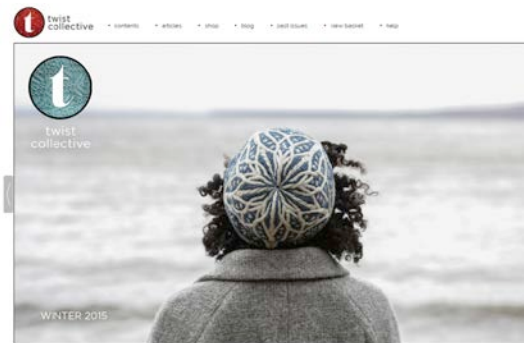 t
twist
collective
• contents • articles • shop • blog • past issues • view basket • help
t
twist
collective
WINTER 2015